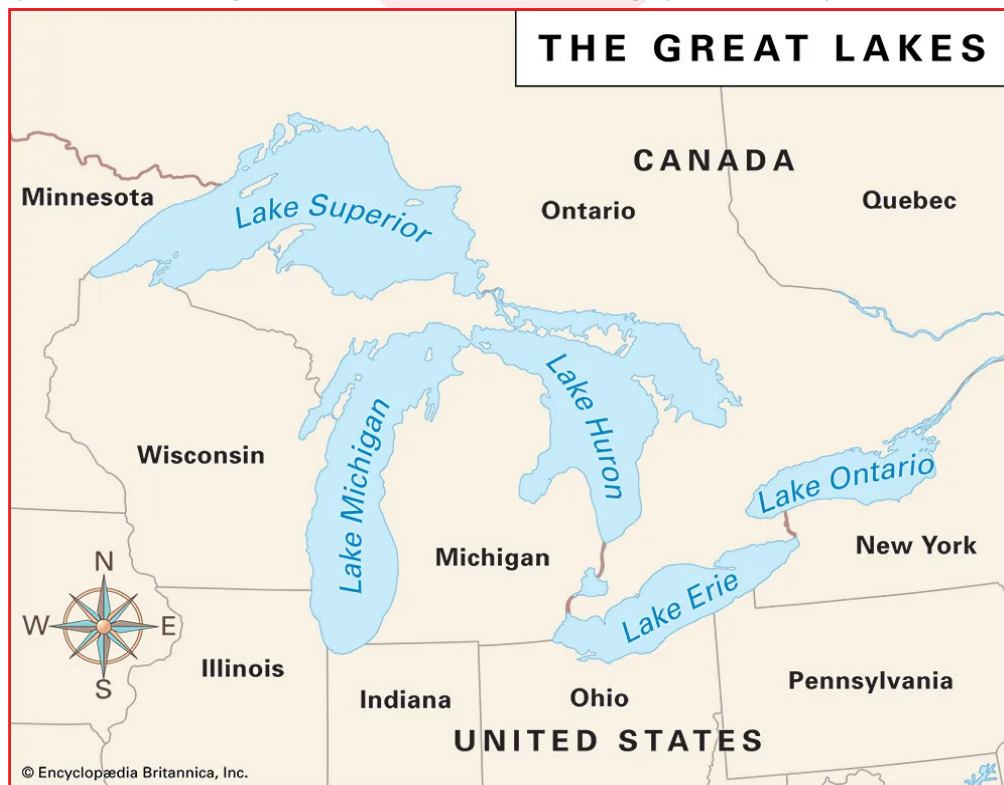 THE GREAT LAKES
CANADA
Minnesota
Lake Superior
Ontario
Quebec
Lake Huron
Lake Michigan
Wisconsin
Lake Ontario
Michigan
New York
N
W
E
S
Lake Erie
Illinois
Indiana
Ohio
Pennsylvania
UNITED STATES
© Encyclopædia Britannica, Inc.